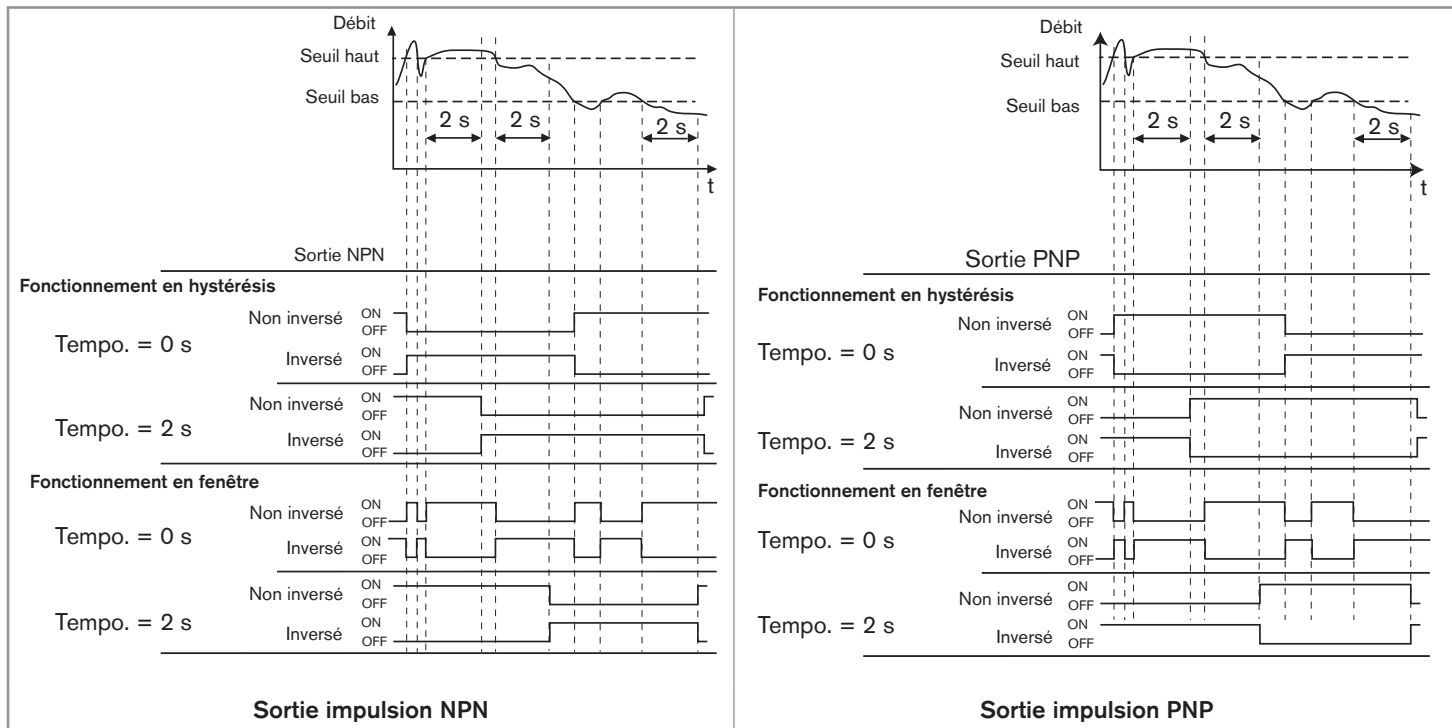 Débit
Seuil haut
Seuil bas
2 s
2 s
2 s
t
Sortie NPN
Fonctionnement en hystérésis
Tempo. = 0 s
Non inversé
ON
OFF
Inversé
ON
OFF
Tempo. = 2 s
Non inversé
ON
OFF
Inversé
ON
OFF
Fonctionnement en fenêtre
Tempo. = 0 s
Non inversé
ON
OFF
Inversé
ON
OFF
Tempo. = 2 s
Non inversé
ON
OFF
Inversé
ON
OFF
Sortie impulsion NPN
Débit
Seuil haut
Seuil bas
2 s
2 s
2 s
t
Sortie PNP
Fonctionnement en hystérésis
Tempo. = 0 s
Non inversé
ON
OFF
Inversé
ON
OFF
Tempo. = 2 s
Non inversé
ON
OFF
Inversé
ON
OFF
Fonctionnement en fenêtre
Tempo. = 0 s
Non inversé
ON
OFF
Inversé
ON
OFF
Tempo. = 2 s
Non inversé
ON
OFF
Inversé
ON
OFF
Sortie impulsion PNP